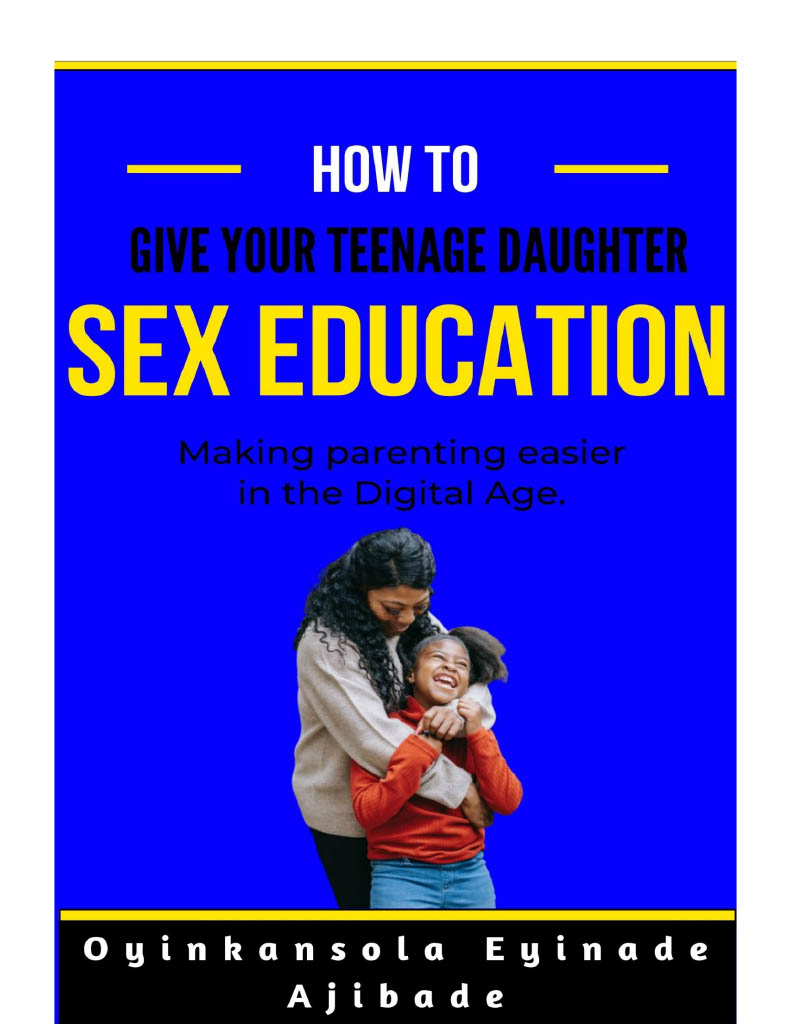 HOW TO
GIVE YOUR TEENAGE DAUGHTER
SEX EDUCATION
Making parenting easier
in the Digital Age.
Oyinkansola Eyinade
Ajibade